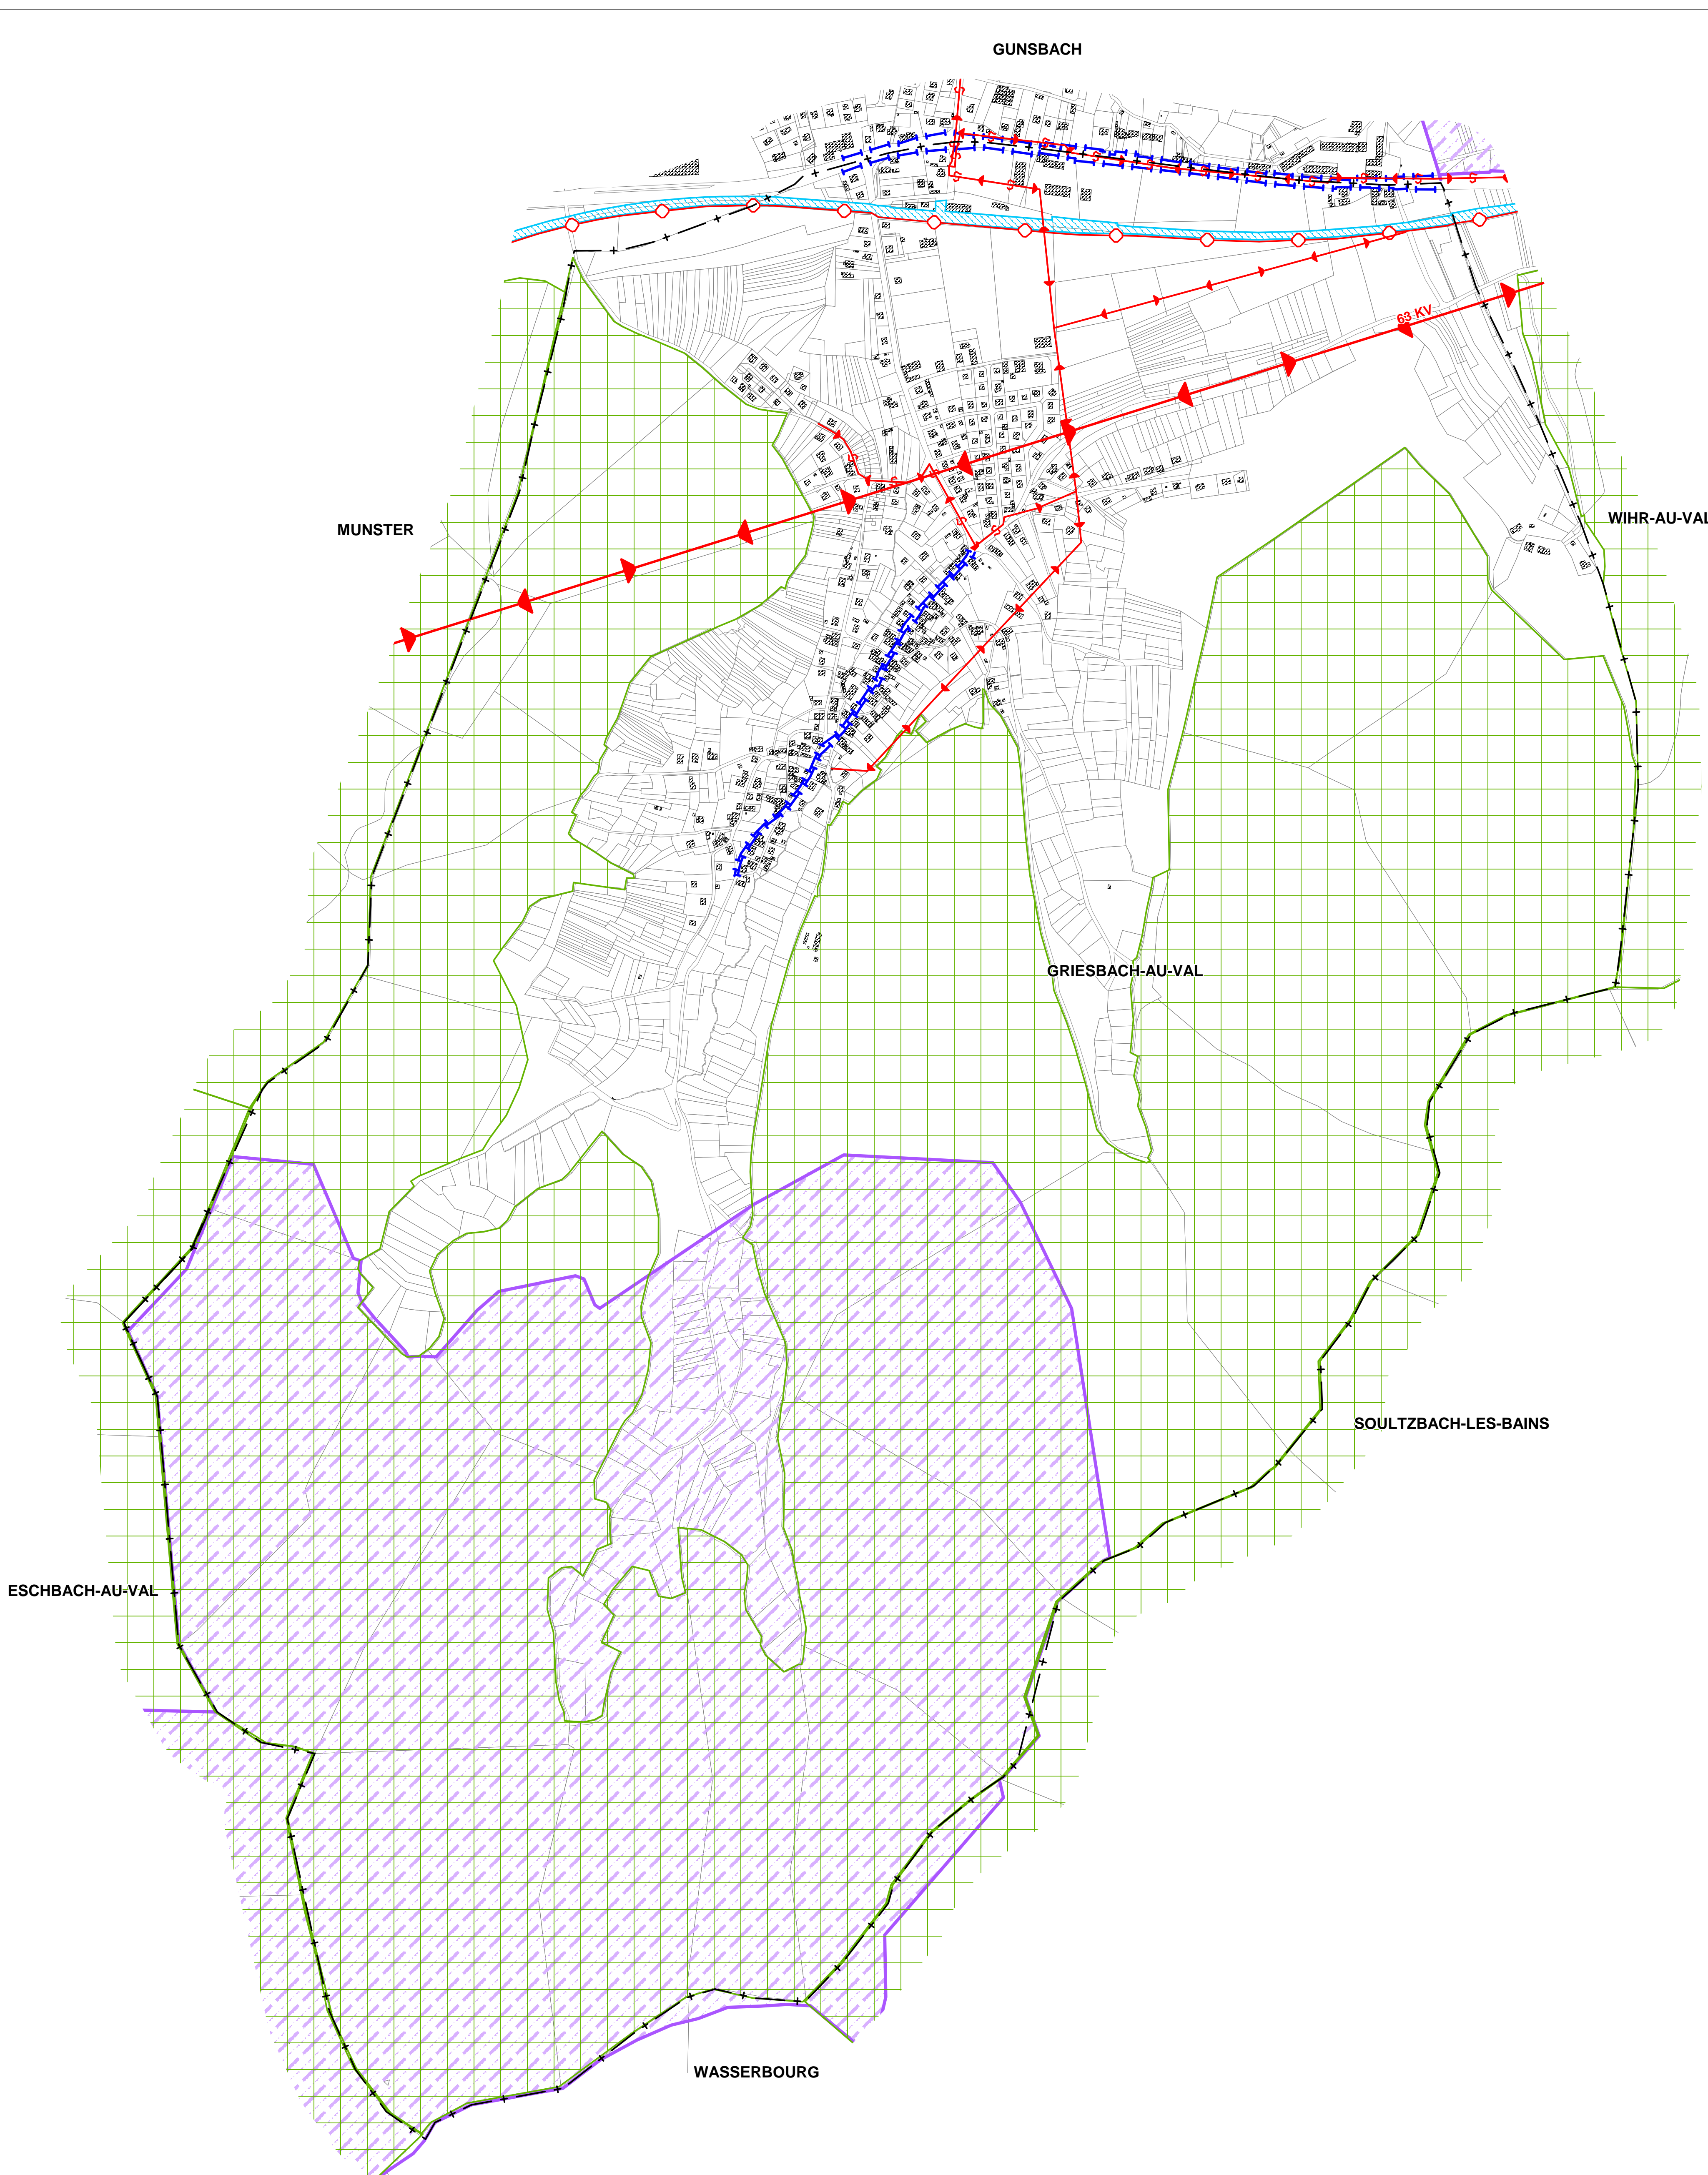 GUNSBACH
63 KV
MUNSTER
WIHR-AU-VAL
GRIESBACH-AU-VAL
SOULTZBACH-LES-BAINS
ESCHBACH-AU-VAL
WASSERBOURG